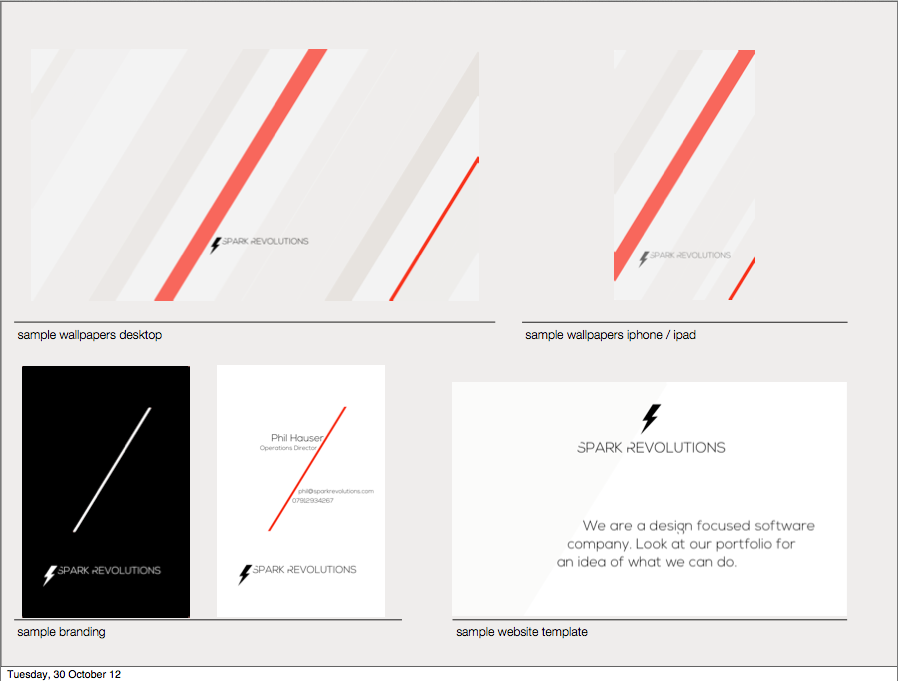 SPARK REVOLUTIONS
SPARK REVOLUTIONS
sample wallpapers desktop
sample wallpapers iphone / ipad
Phil Hauser
Operations Director
phil@sparkrevolutions.com
07912934267
SPARK REVOLUTIONS
SPARK REVOLUTIONS
sample branding
SPARK REVOLUTIONS
We are a design focused software
company. Look at our portfolio for
an idea of what we can do.
sample website template
Tuesday, 30 October 12